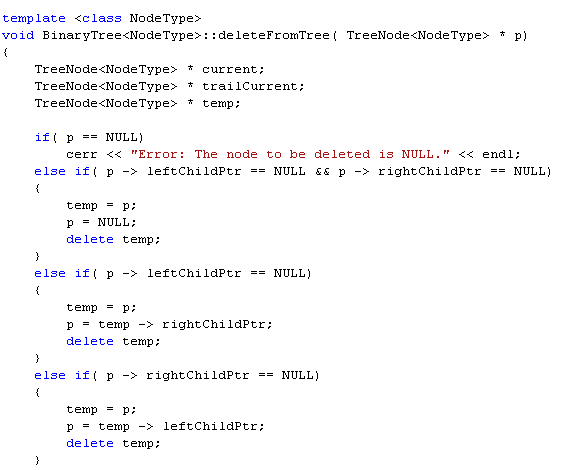 template <class NodeType>
void BinaryTree<NodeType>::deleteFromTree( TreeNode<NodeType> * p)
{
    TreeNode<NodeType> * current;
    TreeNode<NodeType> * trailCurrent;
    TreeNode<NodeType> * temp;

    if( p == NULL)
        cerr << "Error: The node to be deleted is NULL." << endl;
    else if( p -> leftChildPtr == NULL && p -> rightChildPtr == NULL)
    {
        temp = p;
        p = NULL;
        delete temp;
    }
    else if( p -> leftChildPtr == NULL)
    {
        temp = p;
        p = temp -> rightChildPtr;
        delete temp;
    }
    else if( p -> rightChildPtr == NULL)
    {
        temp = p;
        p = temp -> leftChildPtr;
        delete temp;
    }